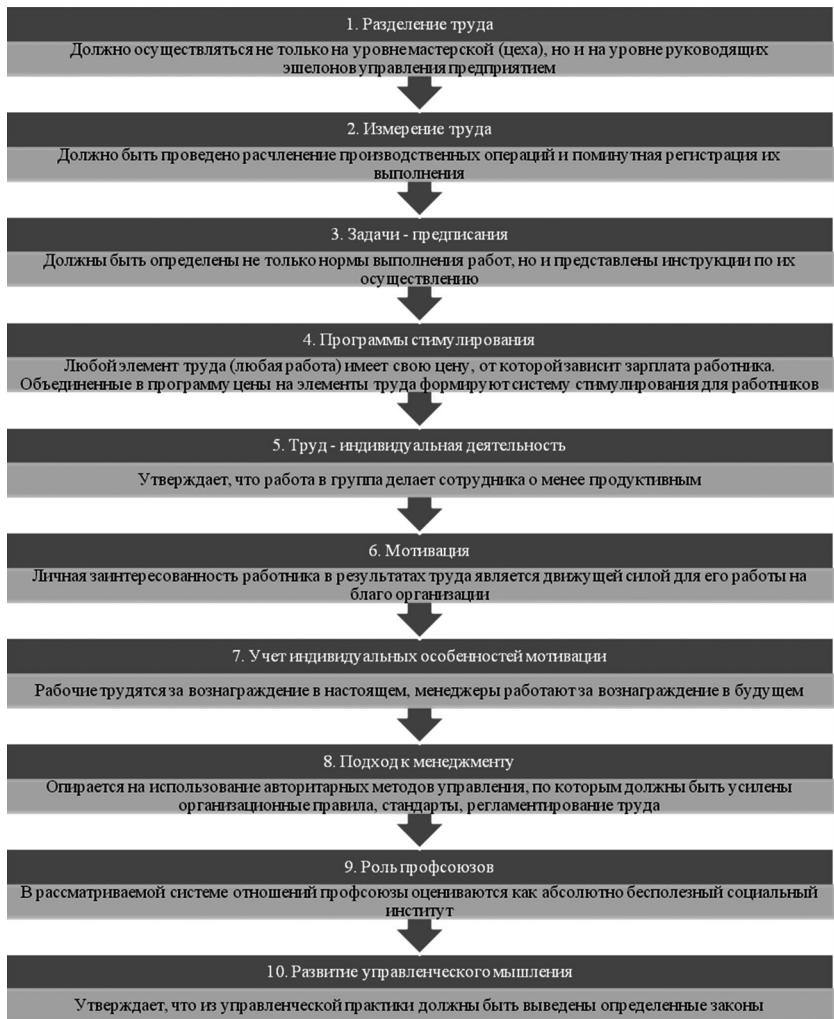 1. Разделение труда
Должно осуществляться не только на уровне мастерской (цеха), но и на уровне руководящих
эшелонов управления предприятием
2. Измерение труда
Должно быть проведено расчленение производственных операций и поминутная регистрация их
выполнения
3. Задачи - предписания
Должны быть определены не только нормы выполнения работ, но и представлены инструкции по их
осуществлению
4. Программы стимулирования
Любой элемент труда (любая работа) имеет свою цену, от которой зависит зарплата работника.
Объединенные в программу цены на элементы труда формируют систему стимулирования для работников
5. Труд - индивидуальная деятельность
Утверждает, что работа в группа делает сотрудника о менее продуктивным
6. Мотивация
Личная заинтересованность работника в результатах труда является движущей силой для его работы на
благо организации
7. Учет индивидуальных особенностей мотивации
Рабочие трудятся за вознаграждение в настоящем, менеджеры работают за вознаграждение в будущем
8. Подход к менеджменту
Опирается на использование авторитарных методов управления, по которым должны быть усилены
организационные правила, стандарты, регламентирование труда
9. Роль профсоюзов
В рассматриваемой системе отношений профсоюзы оцениваются как абсолютно бесполезный социальный
институт
10. Развитие управленческого мышления
Утверждает, что из управленческой практики должны быть выведены определенные законы